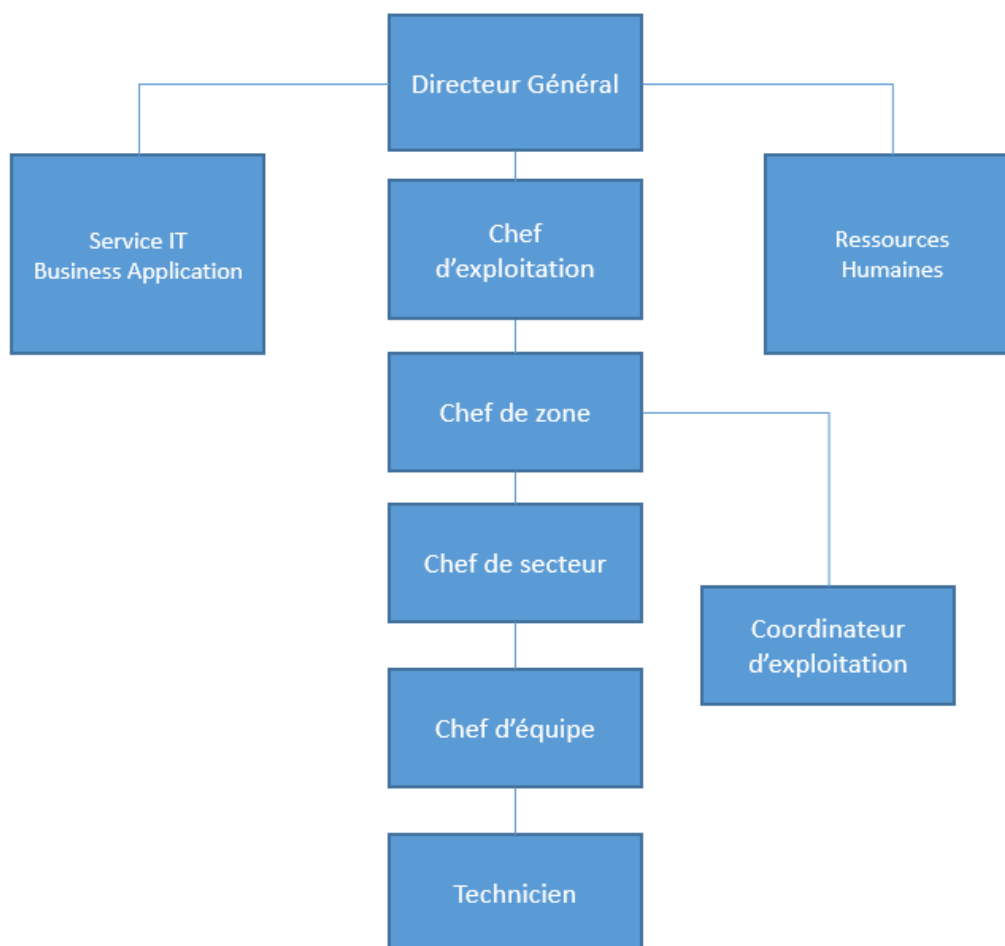 Directeur Général
Service IT
Business Application
Chef
d'exploitation
Ressources
Humaines
Chef de zone
Chef de secteur
Coordinateur
d'exploitation
Chef d'équipe
Technicien